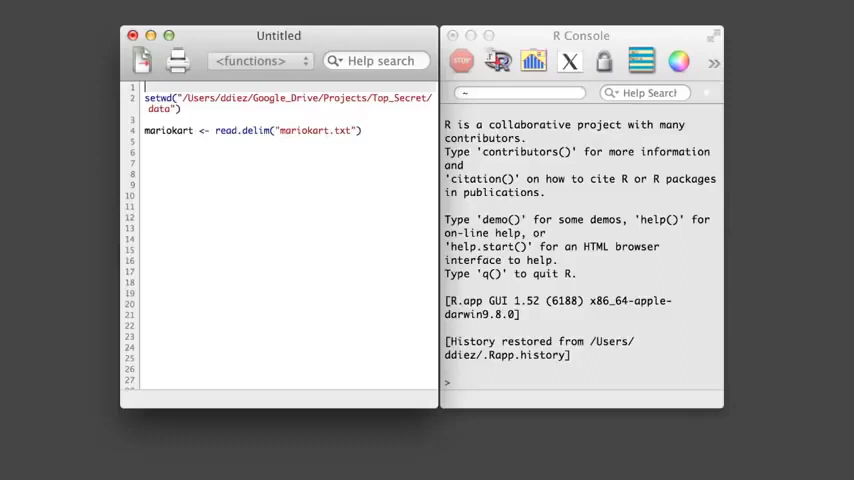 Untitled
<functions>
Help search
1
2
setwd("/Users/ddiez/Google_Drive/Projects/Top_Secret/
data")
3
4
mariokart <- read.delim("mariokart.txt")
5
6
7
8
9
10
11
12
13
14
15
16
17
18
19
20
21
22
23
24
25
26
27
R Console
STOP
R
X
»
~
Help Search
R is a collaborative project with many
contributors.
Type 'contributors()' for more information
and
'citation()' on how to cite R or R packages
in publications.
Type 'demo()' for some demos, 'help()' for
on-line help, or
'help.start()' for an HTML browser
interface to help.
Type 'q()' to quit R.
[R.app GUI 1.52 (6188) x86_64-apple-
darwin9.8.0]
[History restored from /Users/
ddiez/.Rapp.history]
>